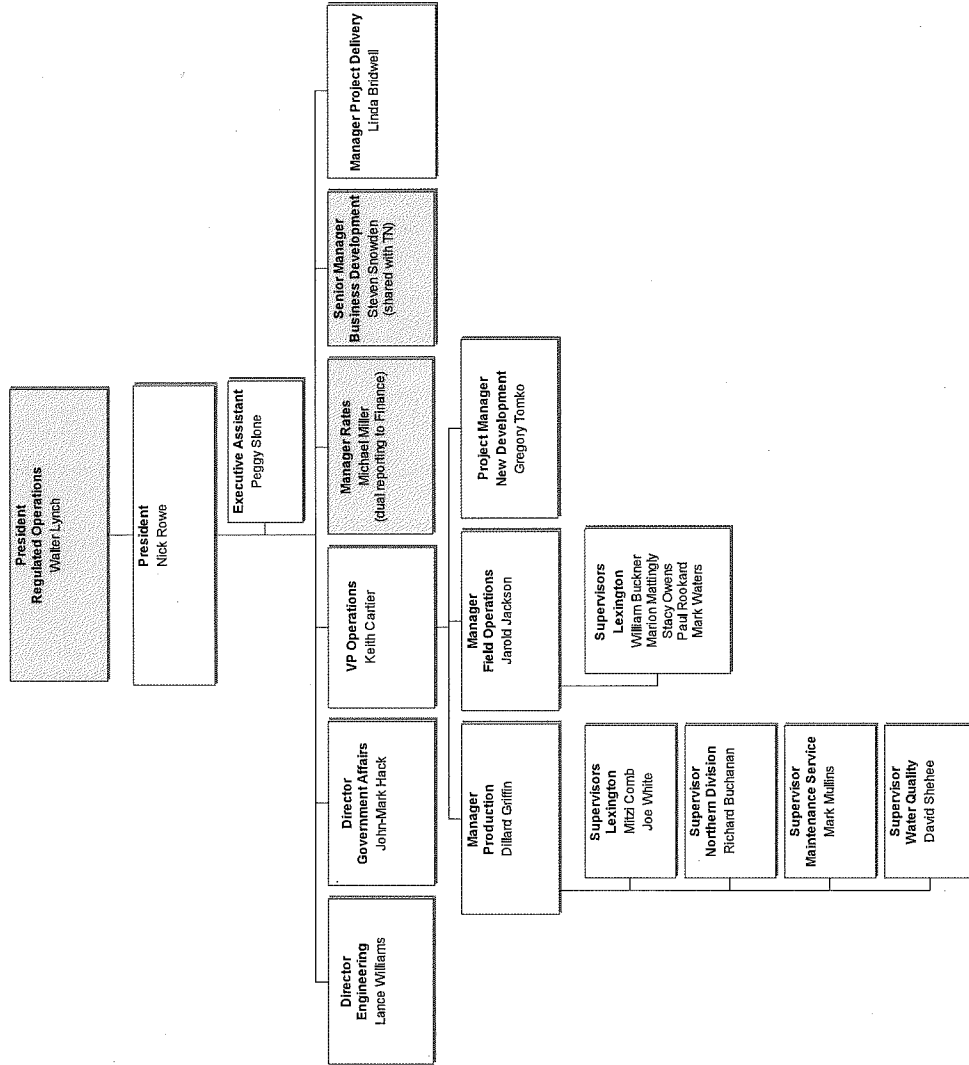 President
Regulated Operations
Walter Lynch
President
Nick Rowe
Executive Assistant
Peggy Slone
Director
Engineering
Lance Williams
Director
Government Affairs
John-Mark Hack
VP Operations
Keith Cartier
Manager Rates
Michael Miller
(dual reporting to Finance)
Senior Manager
Business Development
Steven Snowden
(shared with TN)
Manager Project Delivery
Linda Bridwell
Manager
Production
Dillard Griffin
Manager
Field Operations
Jarold Jackson
Project Manager
New Development
Gregory Tomko
Supervisors
Lexington
Mitzi Comb
Joe White
Supervisor
Northern Division
Richard Buchanan
Supervisor
Maintenance Service
Mark Mullins
Supervisor
Water Quality
David Shehee
Supervisors
Lexington
William Buckner
Marion Mattingly
Stacy Owens
Paul Rookard
Mark Waters